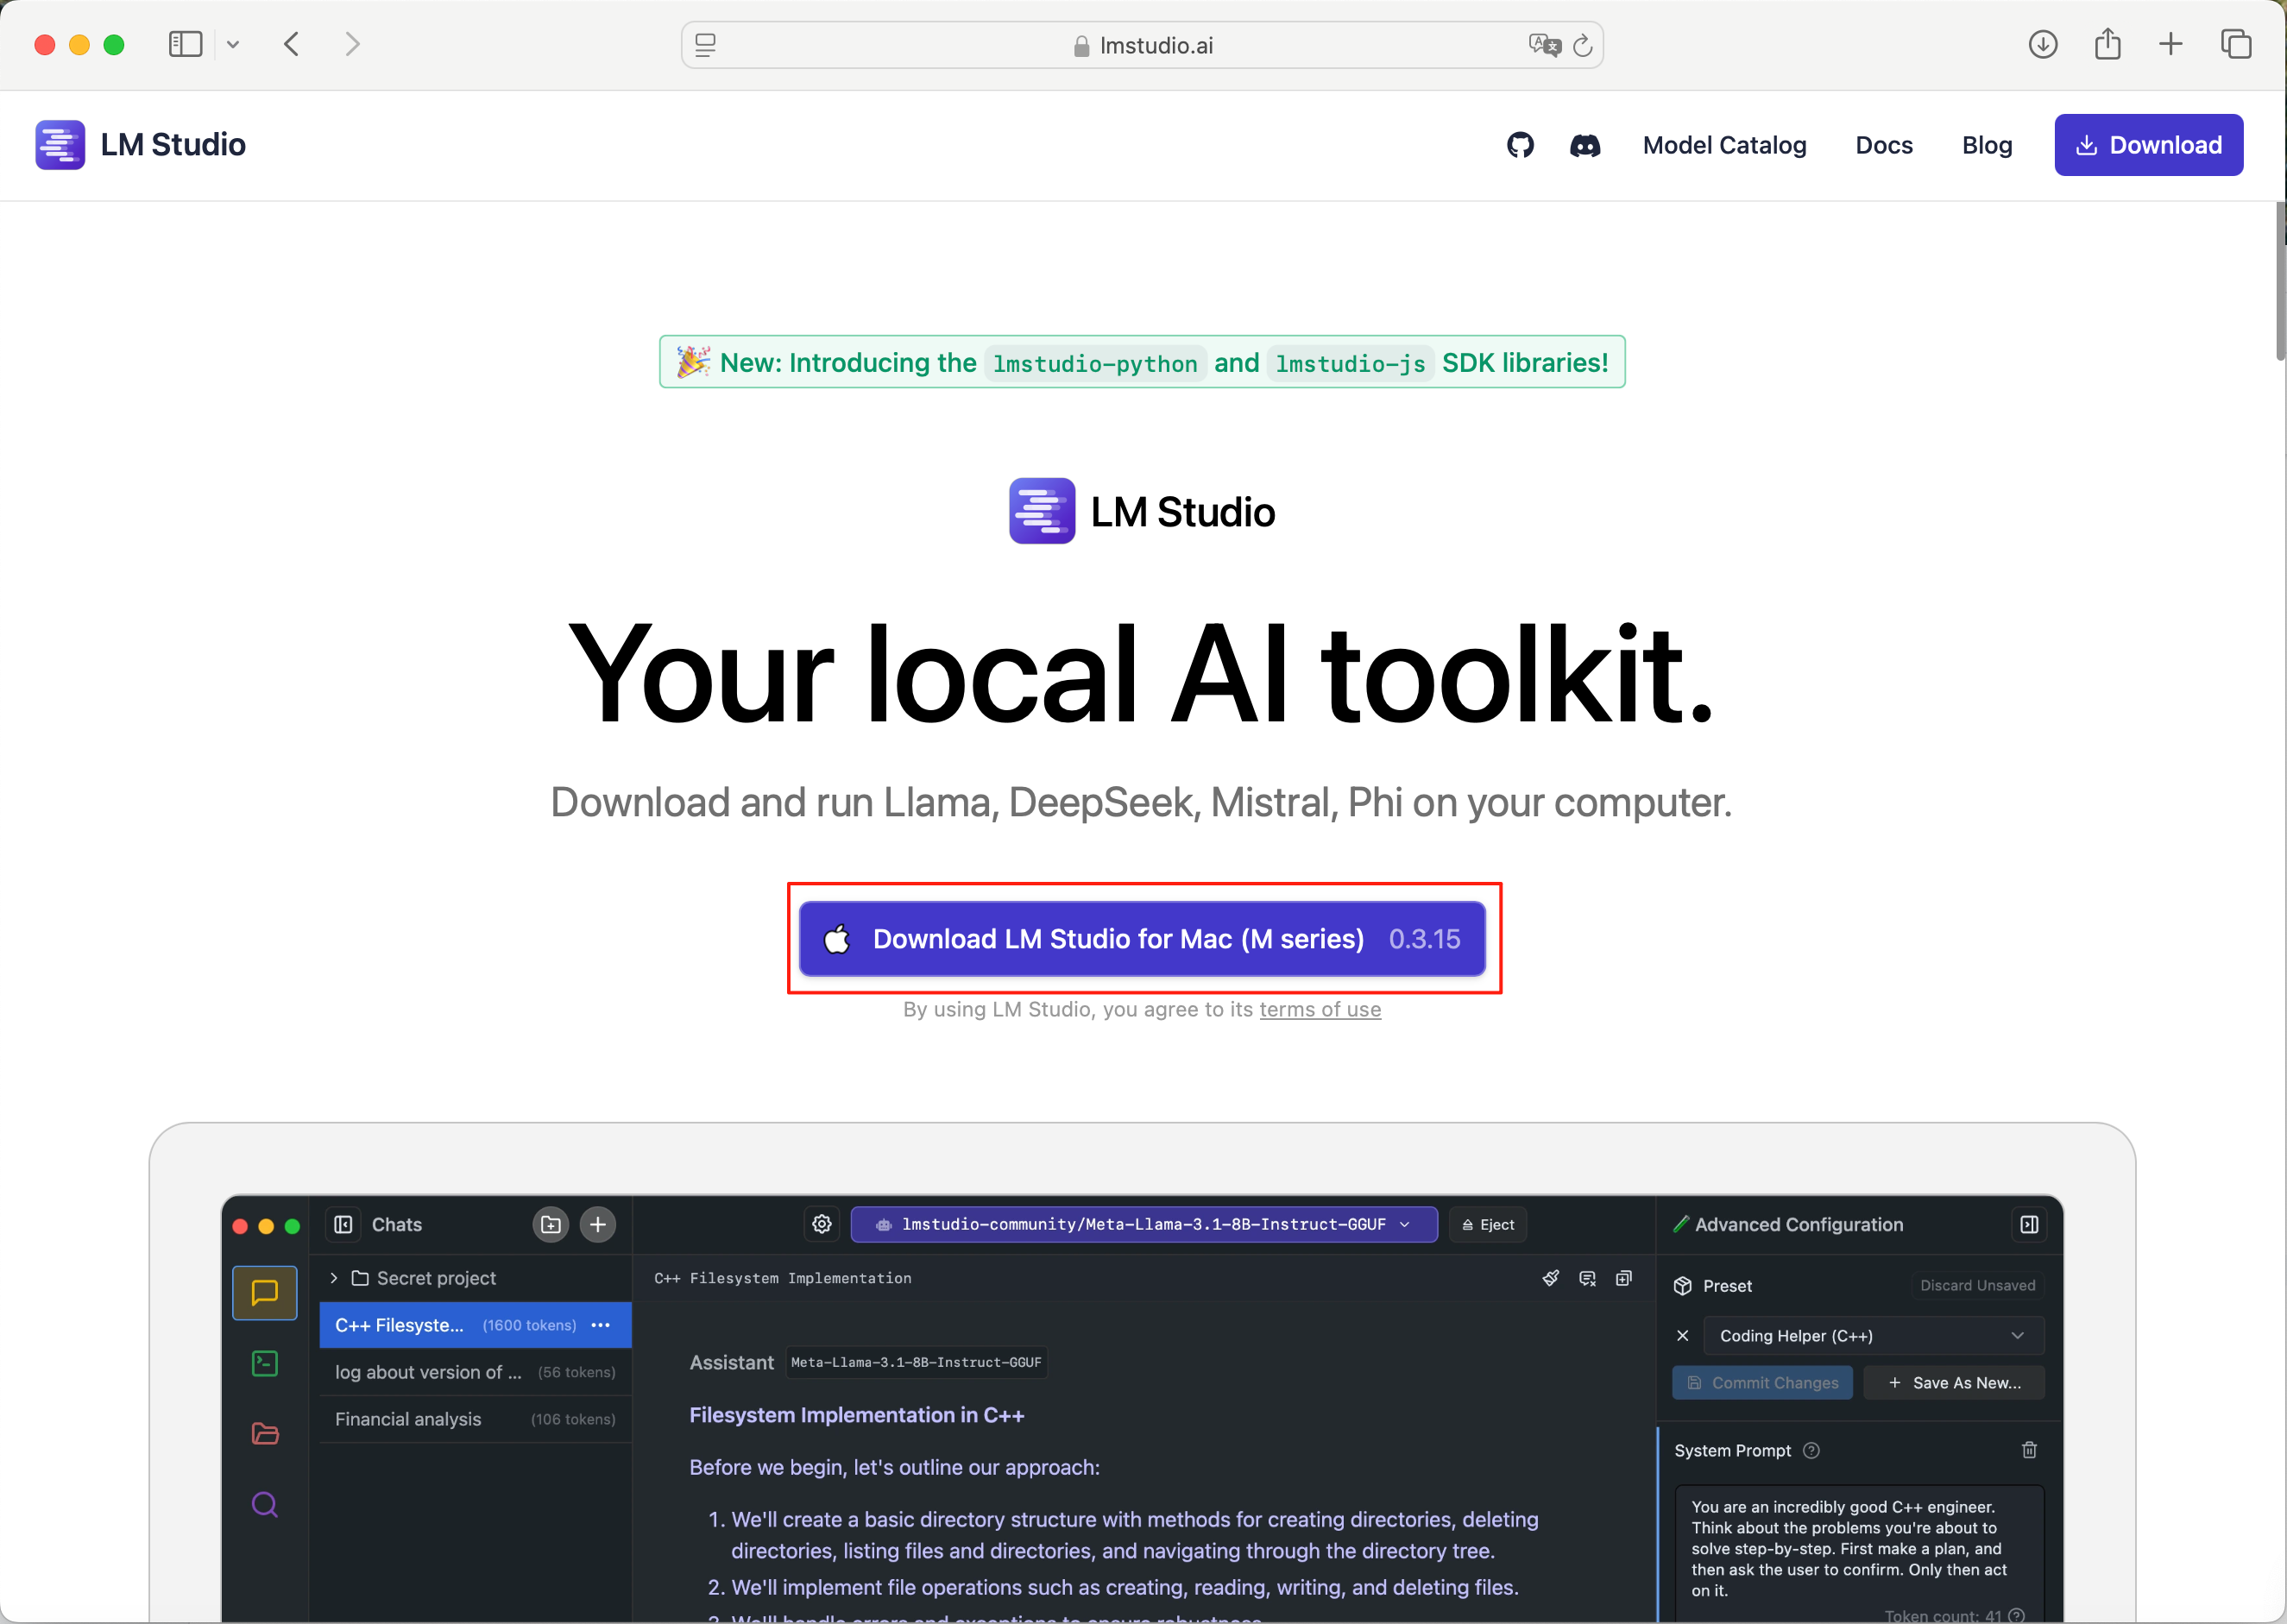 lmstudio.ai
LM Studio
Model Catalog
Docs
Blog
Download
New: Introducing the lmstudio-python and lmstudio-js SDK libraries!
LM Studio
Your local AI toolkit.
Download and run Llama, DeepSeek, Mistral, Phi on your computer.
Download LM Studio for Mac (M series) 0.3.15
By using LM Studio, you agree to its terms of use
Chats
Secret project
C++ Filesyste... (1600 tokens)
log about version of ... (56 tokens)
Financial analysis (106 tokens)
lmstudio-community/Meta-Llama-3.1-8B-Instruct-GGUF
Eject
C++ Filesystem Implementation
Assistant Meta-Llama-3.1-8B-Instruct-GGUF
Filesystem Implementation in C++
Before we begin, let's outline our approach:
1. We'll create a basic directory structure with methods for creating directories, deleting
directories, listing files and directories, and navigating through the directory tree.
2. We'll implement file operations such as creating, reading, writing, and deleting files.
3. We'll handle errors and exceptions to ensure robustness.
Advanced Configuration
Preset
Discard Unsaved
Coding Helper (C++)
Commit Changes
+ Save As New...
System Prompt
You are an incredibly good C++ engineer.
Think about the problems you're about to
solve step-by-step. First make a plan, and
then ask the user to confirm. Only then act
on it.
Token count: 41